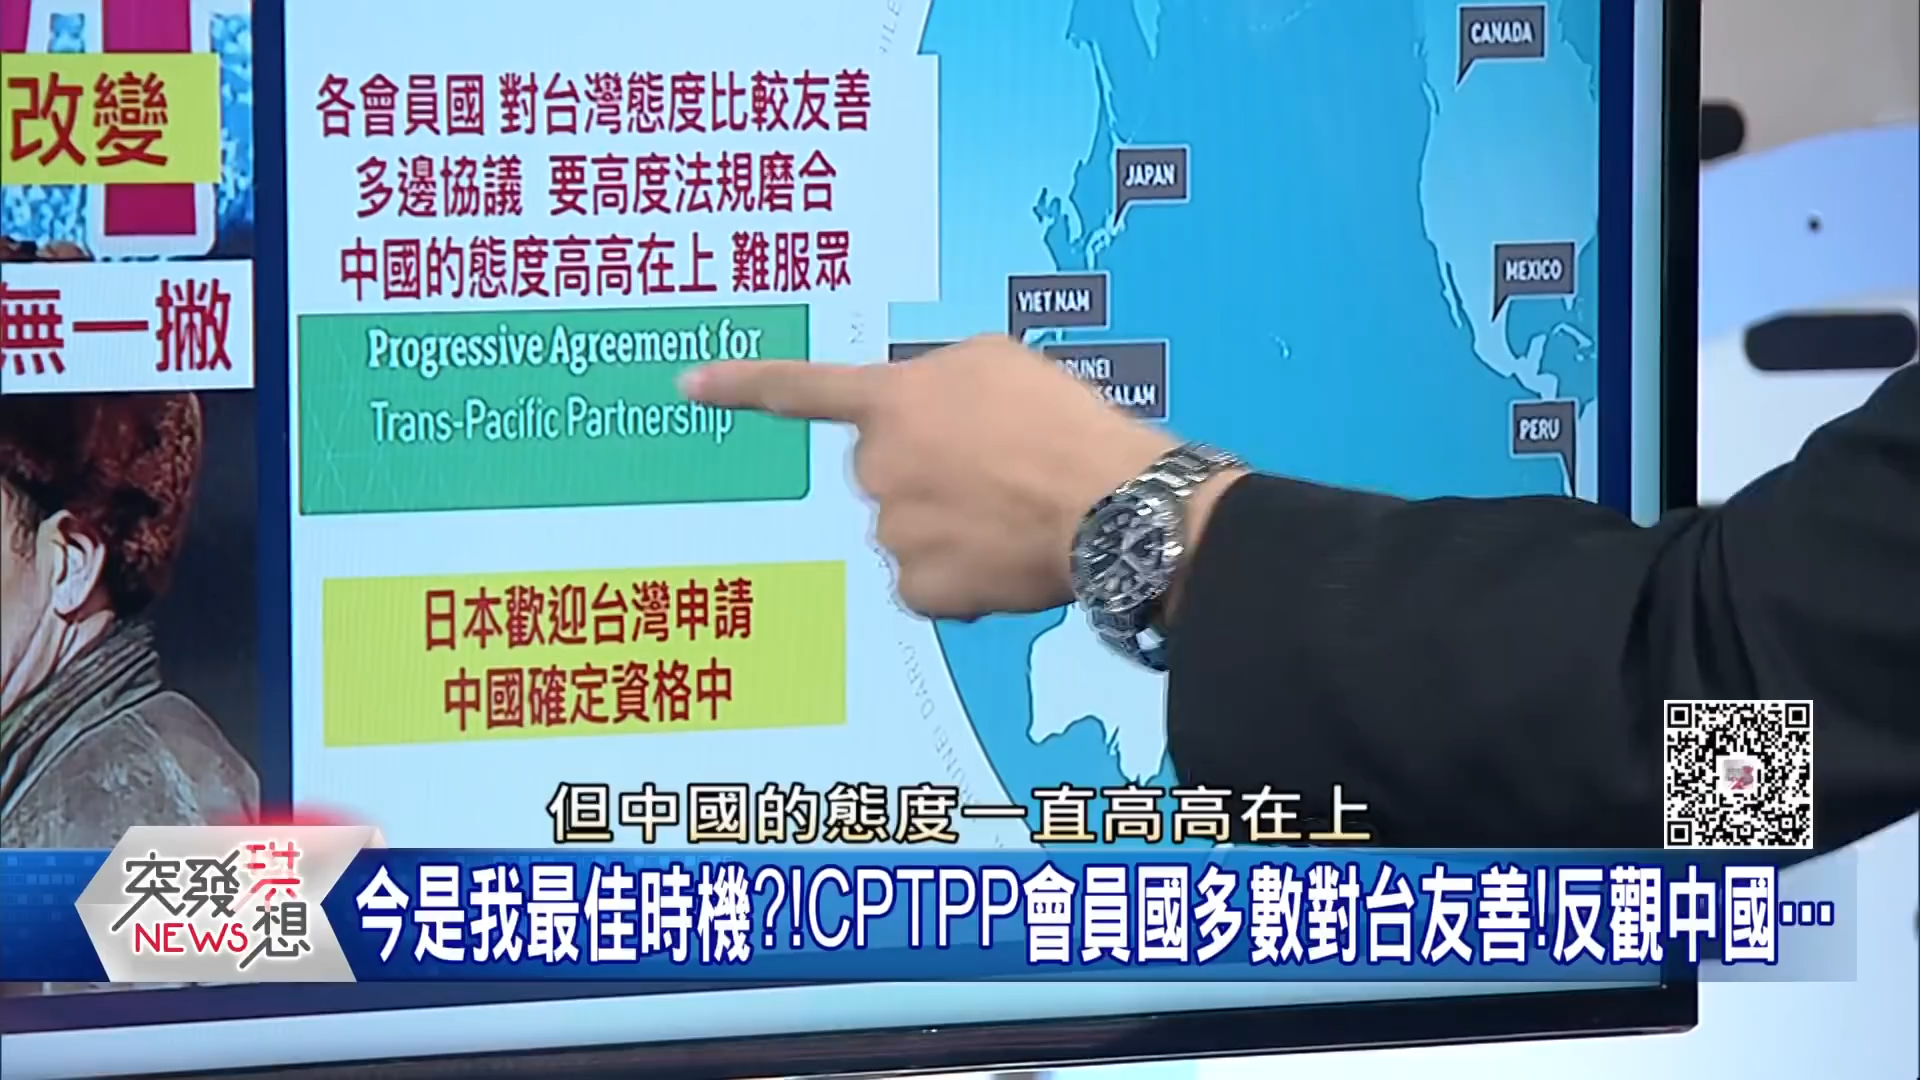 改變
無一撇
各會員國 對台灣態度比較友善
多邊協議 要高度法規磨合
中國的態度高高在上 難服眾
Progressive Agreement for
Trans-Pacific Partnership
日本歡迎台灣申請
中國確定資格中
CANADA
JAPAN
MEXICO
VIET NAM
PERU
但中國的態度一直高高在上
突發琪想
NEWS
今是我最佳時機?!CPTPP會員國多數對台友善!反觀中國…